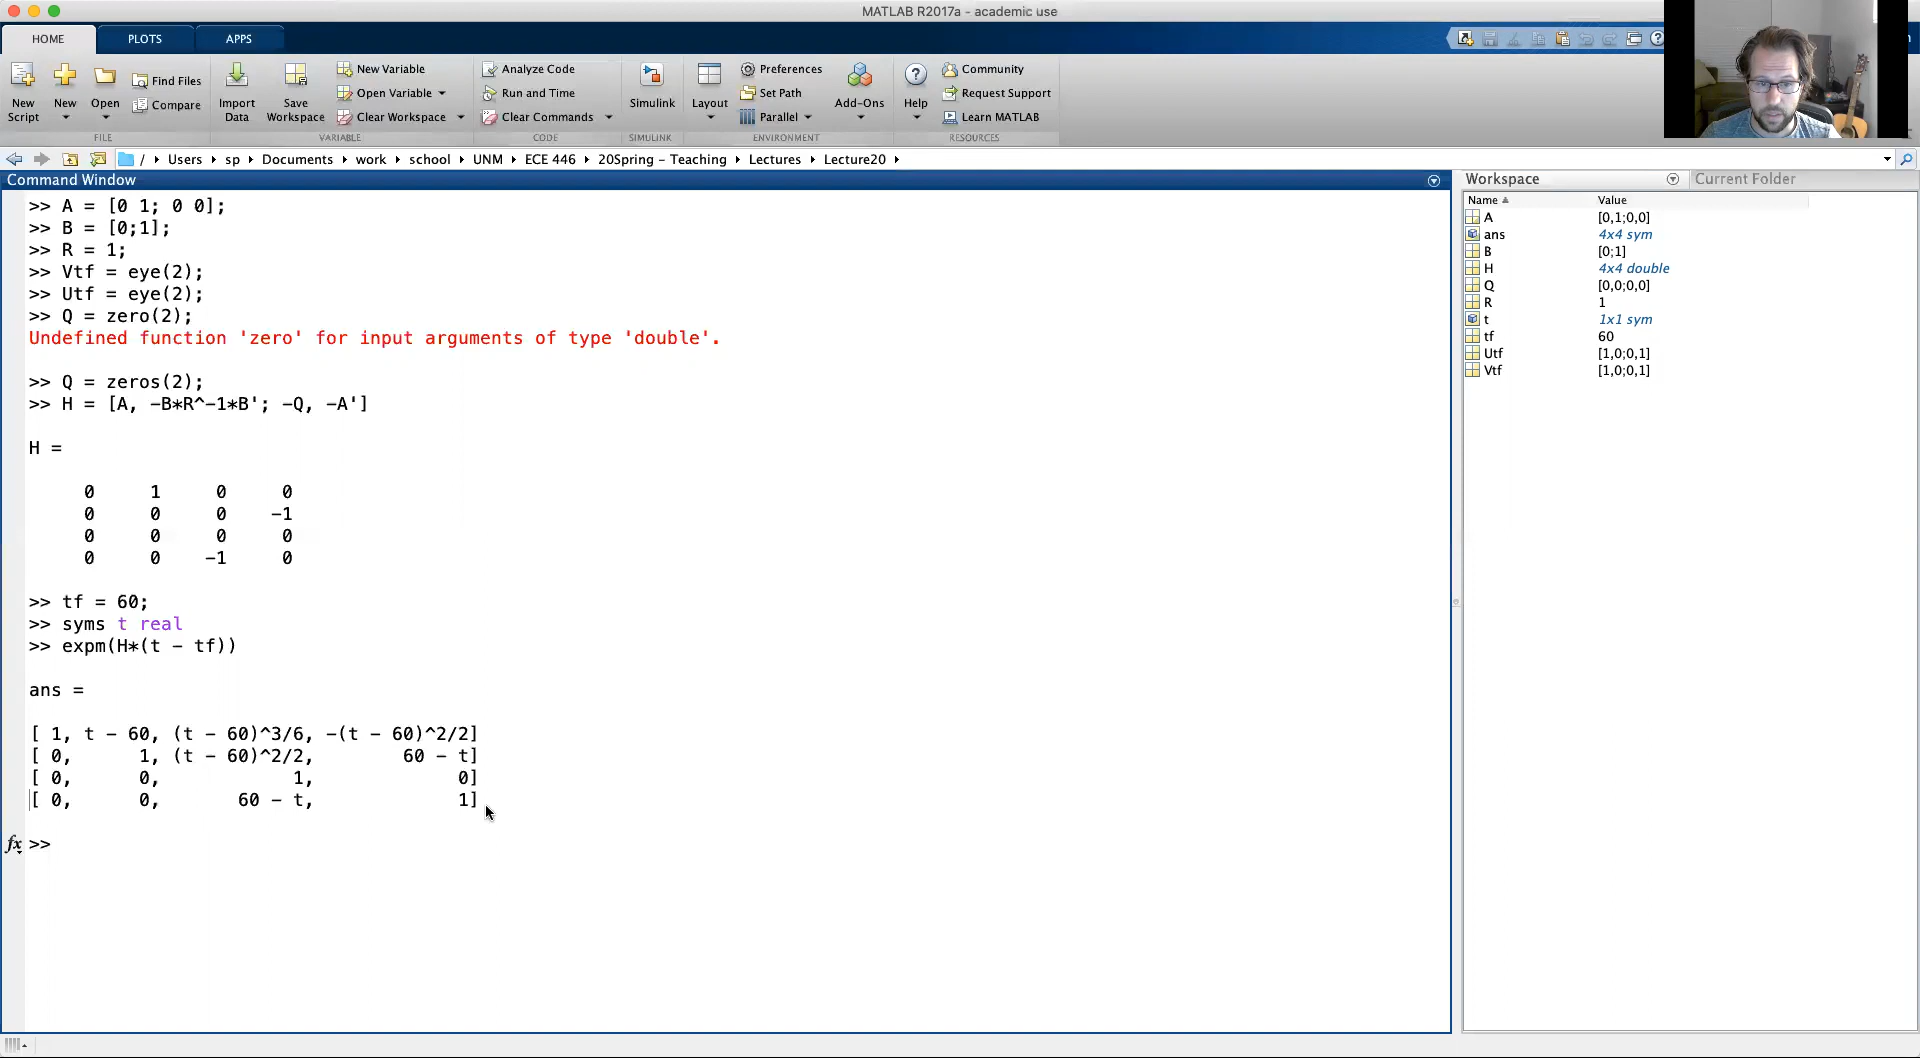 MATLAB R2017a - academic use
HOME PLOTS APPS
New Script
New
Open
Find Files
Compare
FILE
Import Data
Save Workspace
New Variable
Open Variable
Clear Workspace
VARIABLE
Analyze Code
Run and Time
Clear Commands
CODE
Simulink
SIMULINK
Layout
Preferences
Set Path
Parallel
Add-Ons
ENVIRONMENT
Help
Community
Request Support
Learn MATLAB
RESOURCES
/ Users sp Documents work school UNM ECE 446 20Spring - Teaching Lectures Lecture20
Command Window
>> A = [0 1; 0 0];
>> B = [0;1];
>> R = 1;
>> Vtf = eye(2);
>> Utf = eye(2);
>> Q = zero(2);
Undefined function 'zero' for input arguments of type 'double'.
>> Q = zeros(2);
>> H = [A, -B*R^-1*B'; -Q, -A']
H =
0 1 0 0
0 0 0 -1
0 0 0 0
0 0 -1 0
>> tf = 60;
>> syms t real
>> expm(H*(t - tf))
ans =
[ 1, t - 60, (t - 60)^3/6, -(t - 60)^2/2]
[ 0, 1, (t - 60)^2/2, 60 - t]
[ 0, 0, 1, 0]
[ 0, 0, 60 - t, 1]
fx >>
Workspace
Current Folder
Name Value
A [0,1;0,0]
ans 4x4 sym
B [0;1]
H 4x4 double
Q [0,0;0,0]
R 1
t 1x1 sym
tf 60
Utf [1,0;0,1]
Vtf [1,0;0,1]